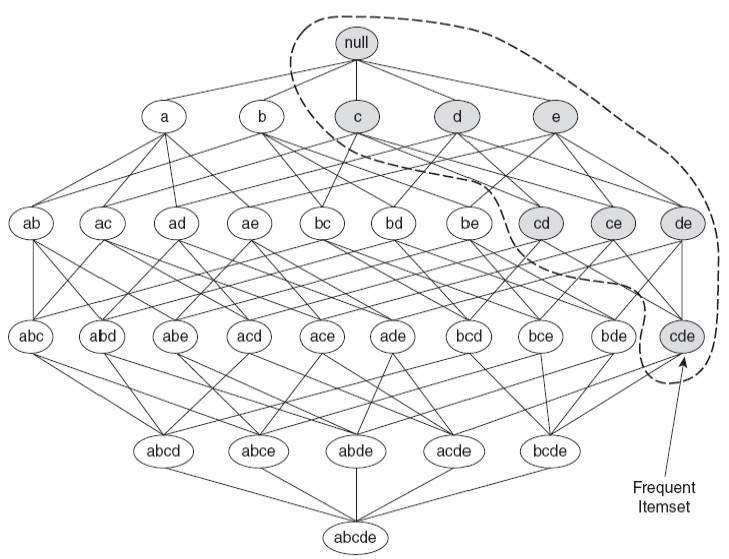 null
a b c d e
ab ac ad ae bc bd be cd ce de
abc abd abe acd ace ade bcd bce bde cde
abcd abce abde acde bcde
Frequent
Itemset
abcde